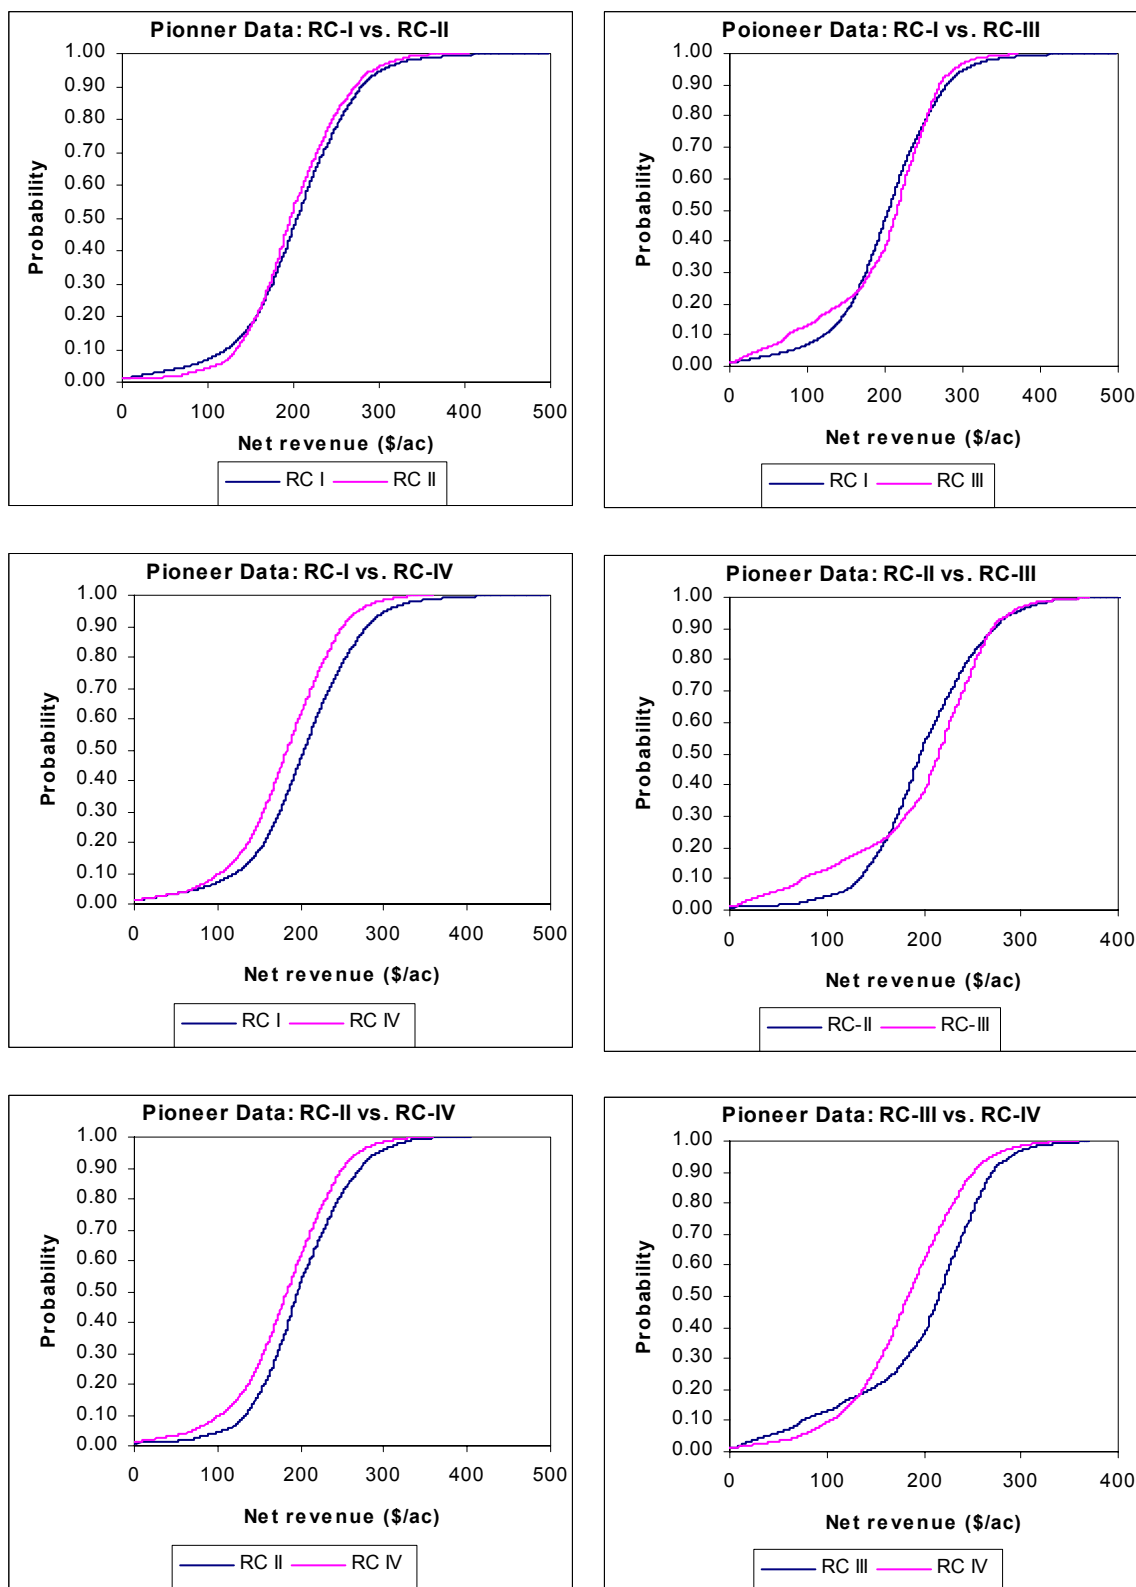 Pionner Data: RC-I vs. RC-II
1.00
0.90
0.80
0.70
0.60
0.50
0.40
0.30
0.20
0.10
0.00
Probability
0 100 200 300 400 500
Net revenue ($/ac)
RC I RC II
Poioneer Data: RC-I vs. RC-III
1.00
0.90
0.80
0.70
0.60
0.50
0.40
0.30
0.20
0.10
0.00
Probability
0 100 200 300 400 500
Net revenue ($/ac)
RC I RC III
Pioneer Data: RC-I vs. RC-IV
1.00
0.90
0.80
0.70
0.60
0.50
0.40
0.30
0.20
0.10
0.00
Probability
0 100 200 300 400 500
Net revenue ($/ac)
RC I RC IV
Pioneer Data: RC-II vs. RC-III
1.00
0.90
0.80
0.70
0.60
0.50
0.40
0.30
0.20
0.10
0.00
Probability
0 100 200 300 400
Net revenue ($/ac)
RC-II RC-III
Pioneer Data: RC-II vs. RC-IV
1.00
0.90
0.80
0.70
0.60
0.50
0.40
0.30
0.20
0.10
0.00
Probability
0 100 200 300 400 500
Net revenue ($/ac)
RC II RC IV
Pioneer Data: RC-III vs. RC-IV
1.00
0.90
0.80
0.70
0.60
0.50
0.40
0.30
0.20
0.10
0.00
Probability
0 100 200 300 400
Net revenue ($/ac)
RC III RC IV